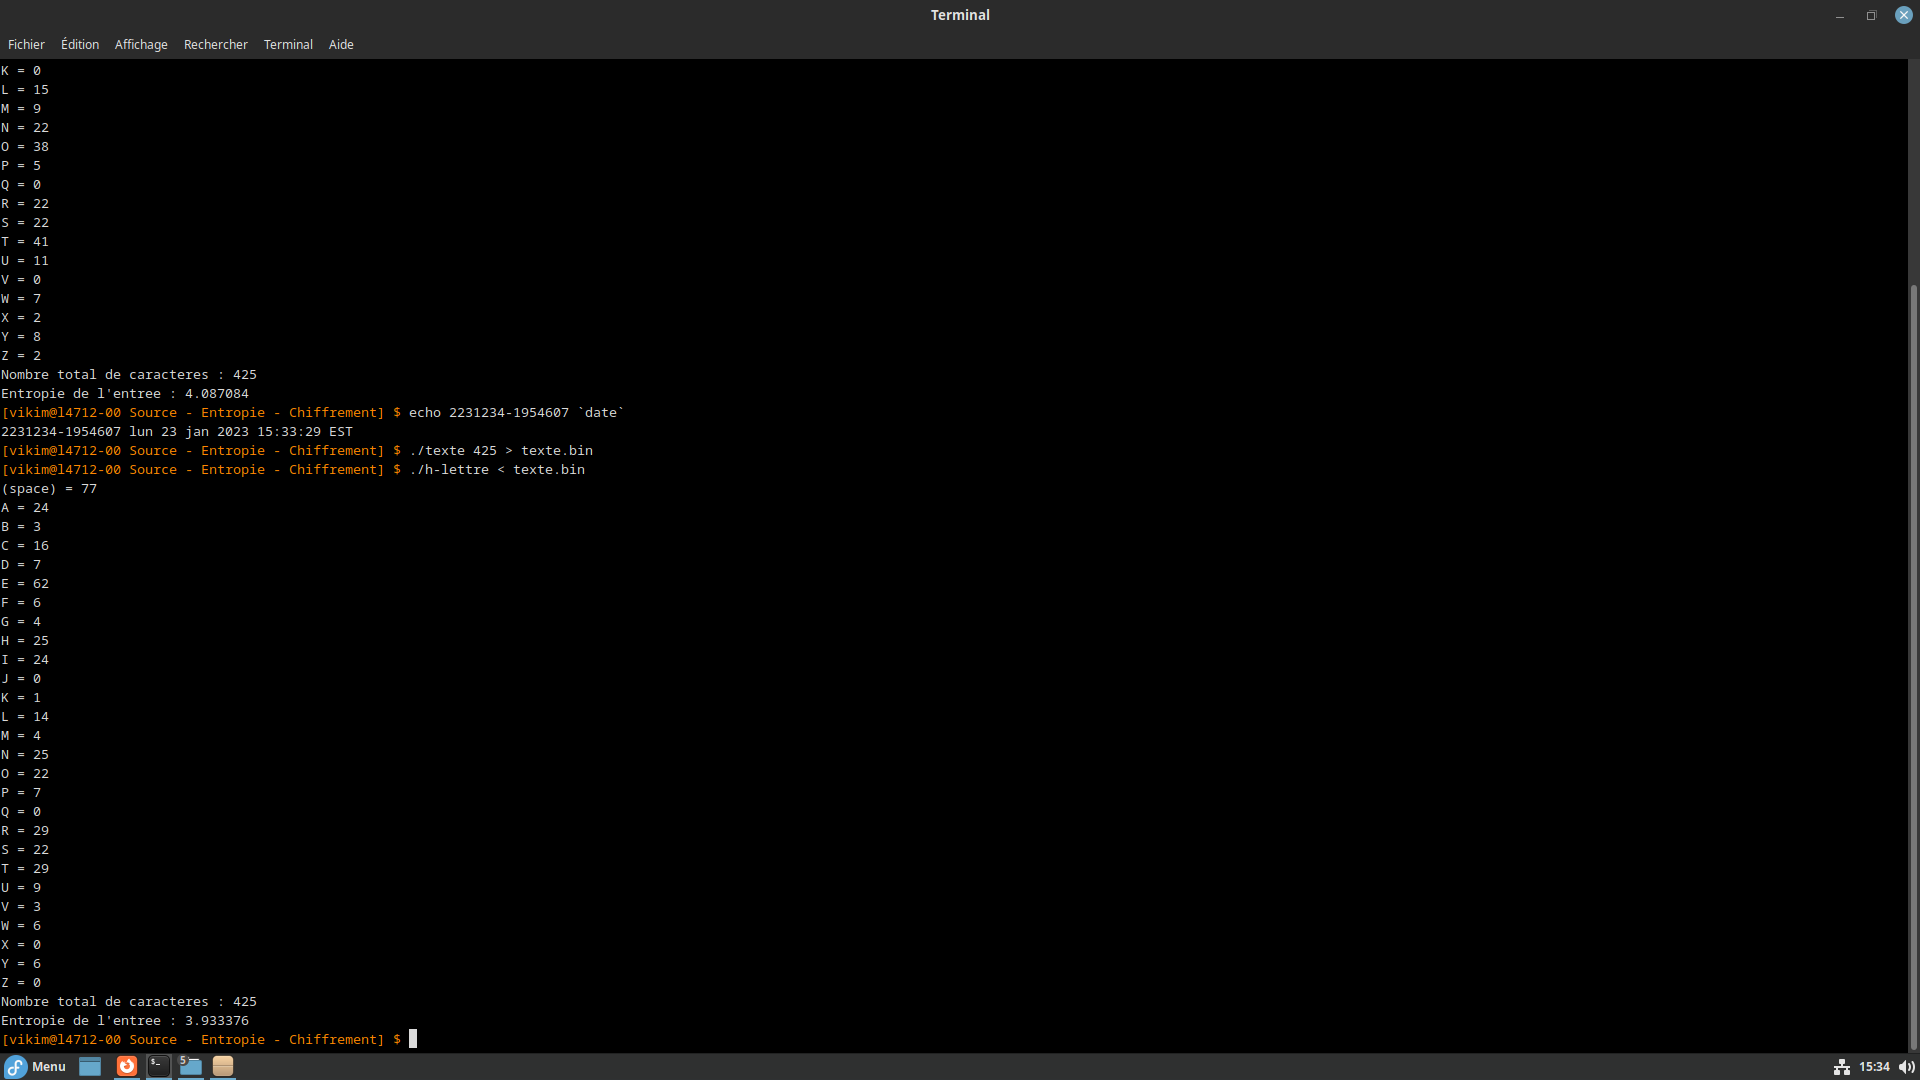 Terminal
Fichier Édition Affichage Rechercher Terminal Aide
K = 0
L = 15
M = 9
N = 22
O = 38
P = 5
Q = 0
R = 22
S = 22
T = 41
U = 11
V = 0
W = 7
X = 2
Y = 8
Z = 2
Nombre total de caracteres : 425
Entropie de l'entree : 4.087084
[vikim@l4712-00 Source - Entropie - Chiffrement] $ echo 2231234-1954607 `date`
2231234-1954607 lun 23 jan 2023 15:33:29 EST
[vikim@l4712-00 Source - Entropie - Chiffrement] $ ./texte 425 > texte.bin
[vikim@l4712-00 Source - Entropie - Chiffrement] $ ./h-lettre < texte.bin
(space) = 77
A = 24
B = 3
C = 16
D = 7
E = 62
F = 6
G = 4
H = 25
I = 24
J = 0
K = 1
L = 14
M = 4
N = 25
O = 22
P = 7
Q = 0
R = 29
S = 22
T = 29
U = 9
V = 3
W = 6
X = 0
Y = 6
Z = 0
Nombre total de caracteres : 425
Entropie de l'entree : 3.933376
[vikim@l4712-00 Source - Entropie - Chiffrement] $
Menu 5 15:34